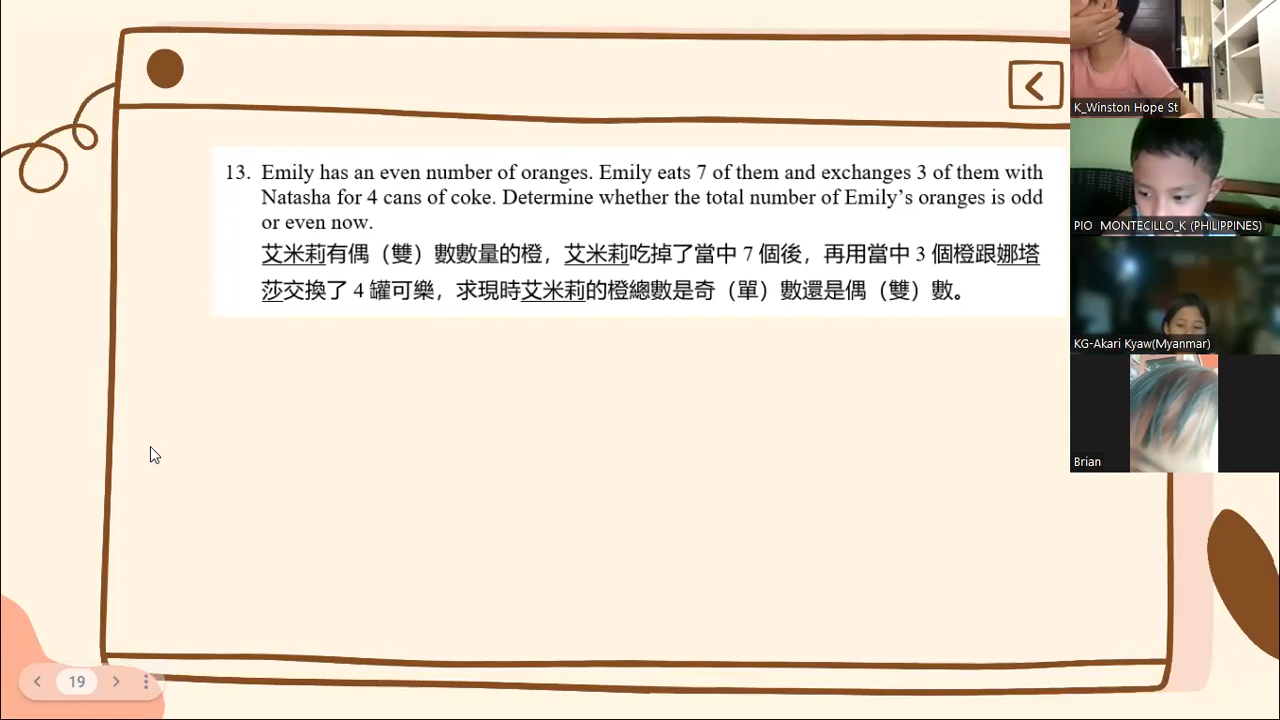 13. Emily has an even number of oranges. Emily eats 7 of them and exchanges 3 of them with
Natasha for 4 cans of coke. Determine whether the total number of Emily’s oranges is odd
or even now.
艾米莉有偶（雙）數數量的橙，艾米莉吃掉了當中 7 個後，再用當中 3 個橙跟娜塔
莎交換了 4 罐可樂，求現時艾米莉的橙總數是奇（單）數還是偶（雙）數。
K_Winston Hope St
PIO MONTECILLO_K (PHILIPPINES)
KG-Akari Kyaw(Myanmar)
Brian
19